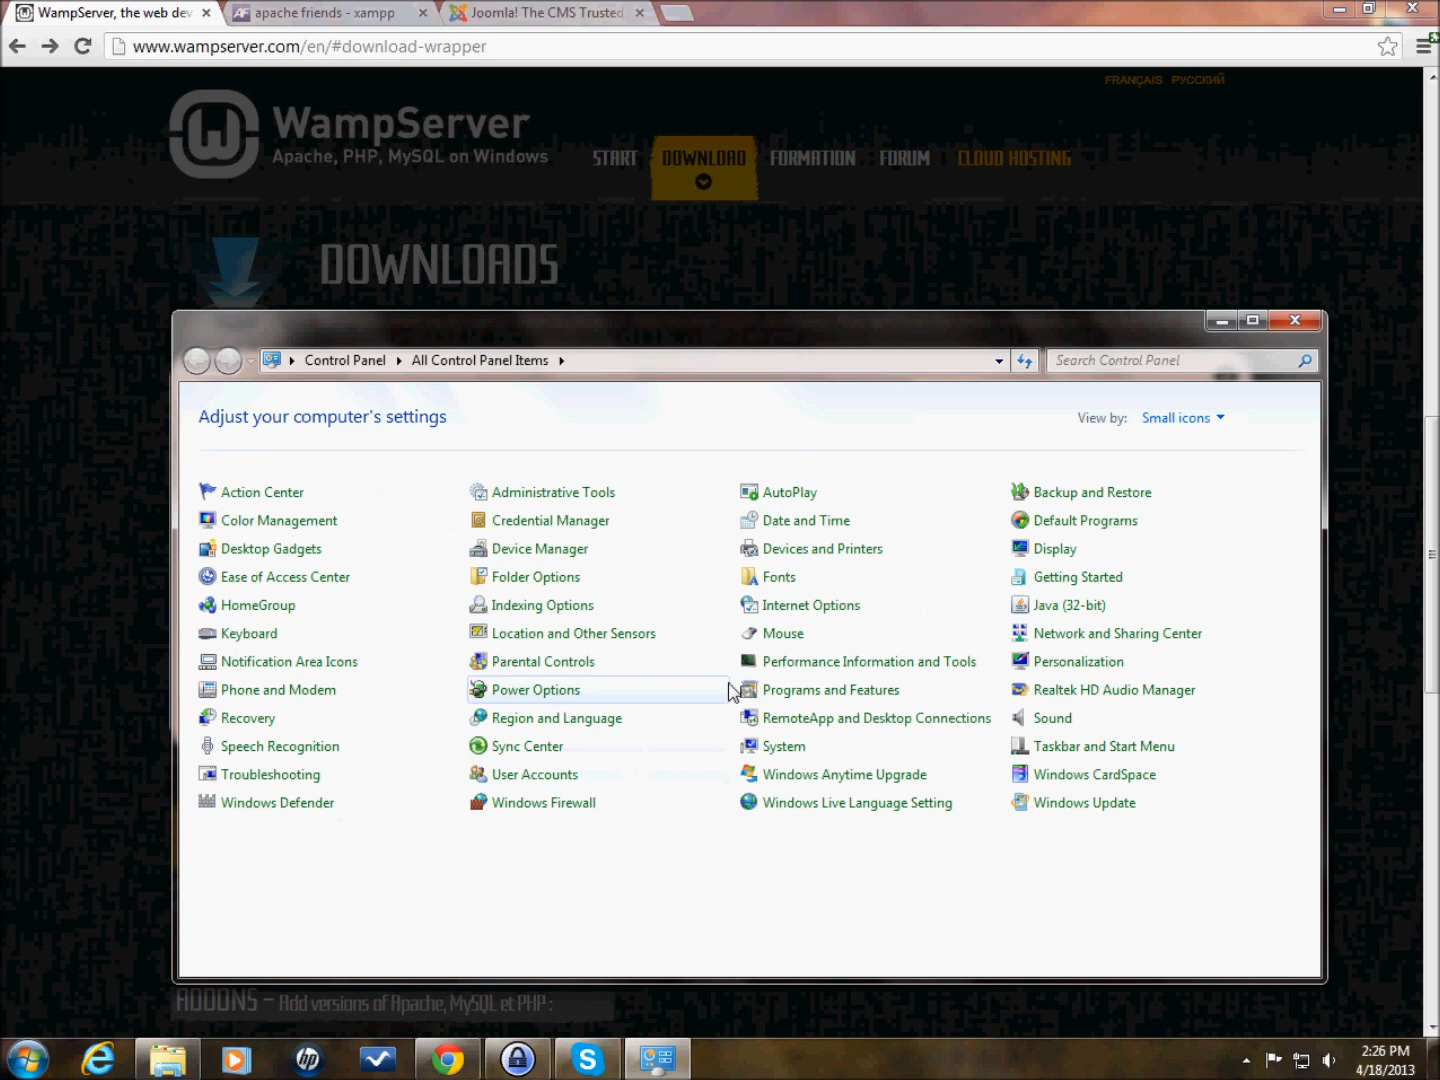 WampServer, the web dev
apache friends - xampp
Joomla! The CMS Trusted
www.wampserver.com/en/#download-wrapper
FRANÇAIS РУССКИЙ
WampServer
Apache, PHP, MySQL on Windows
START
DOWNLOAD
FORMATION
FORUM
CLOUD HOSTING
DOWNLOADS
Control Panel
All Control Panel Items
Search Control Panel
Adjust your computer's settings
View by: Small icons
Action Center
Administrative Tools
AutoPlay
Backup and Restore
Color Management
Credential Manager
Date and Time
Default Programs
Desktop Gadgets
Device Manager
Devices and Printers
Display
Ease of Access Center
Folder Options
Fonts
Getting Started
HomeGroup
Indexing Options
Internet Options
Java (32-bit)
Keyboard
Location and Other Sensors
Mouse
Network and Sharing Center
Notification Area Icons
Parental Controls
Performance Information and Tools
Personalization
Phone and Modem
Power Options
Programs and Features
Realtek HD Audio Manager
Recovery
Region and Language
RemoteApp and Desktop Connections
Sound
Speech Recognition
Sync Center
System
Taskbar and Start Menu
Troubleshooting
User Accounts
Windows Anytime Upgrade
Windows CardSpace
Windows Defender
Windows Firewall
Windows Live Language Setting
Windows Update
ADDONS – Add versions of Apache, MySQL et PHP :
hp
2:26 PM
4/18/2013